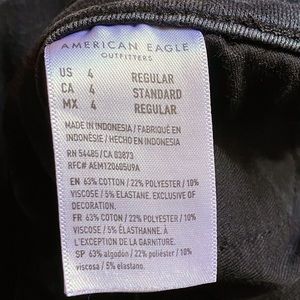 AMERICAN EAGLE
OUTFITTERS
US 4 REGULAR
CA 4 STANDARD
MX 4 REGULAR
MADE IN INDONESIA / FABRIQUÉ EN
INDONÉSIE / HECHO EN INDONESIA
RN 54485/CA 03873
RFC# AEM120605U9A
EN 63% COTTON / 22% POLYESTER / 10%
VISCOSE / 5% ELASTANE. EXCLUSIVE OF
DECORATION.
FR 63% COTON / 22% POLYESTER / 10%
VISCOSE / 5% ÉLASTHANNE. À
L'EXCEPTION DE LA GARNITURE.
SP 63% algodón / 22% poliéster / 10%
viscosa / 5% elastano.